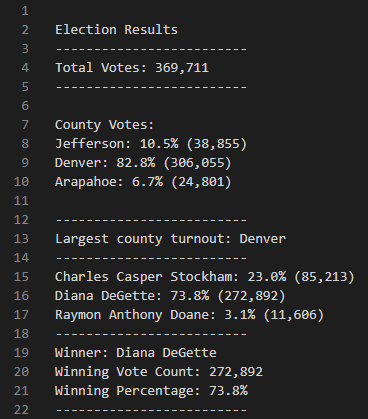 1
2 Election Results
3 -------------------------
4 Total Votes: 369,711
5 -------------------------
6
7 County Votes:
8 Jefferson: 10.5% (38,855)
9 Denver: 82.8% (306,055)
10 Arapahoe: 6.7% (24,801)
11
12 -------------------------
13 Largest county turnout: Denver
14 -------------------------
15 Charles Casper Stockham: 23.0% (85,213)
16 Diana DeGette: 73.8% (272,892)
17 Raymon Anthony Doane: 3.1% (11,606)
18 -------------------------
19 Winner: Diana DeGette
20 Winning Vote Count: 272,892
21 Winning Percentage: 73.8%
22 -------------------------